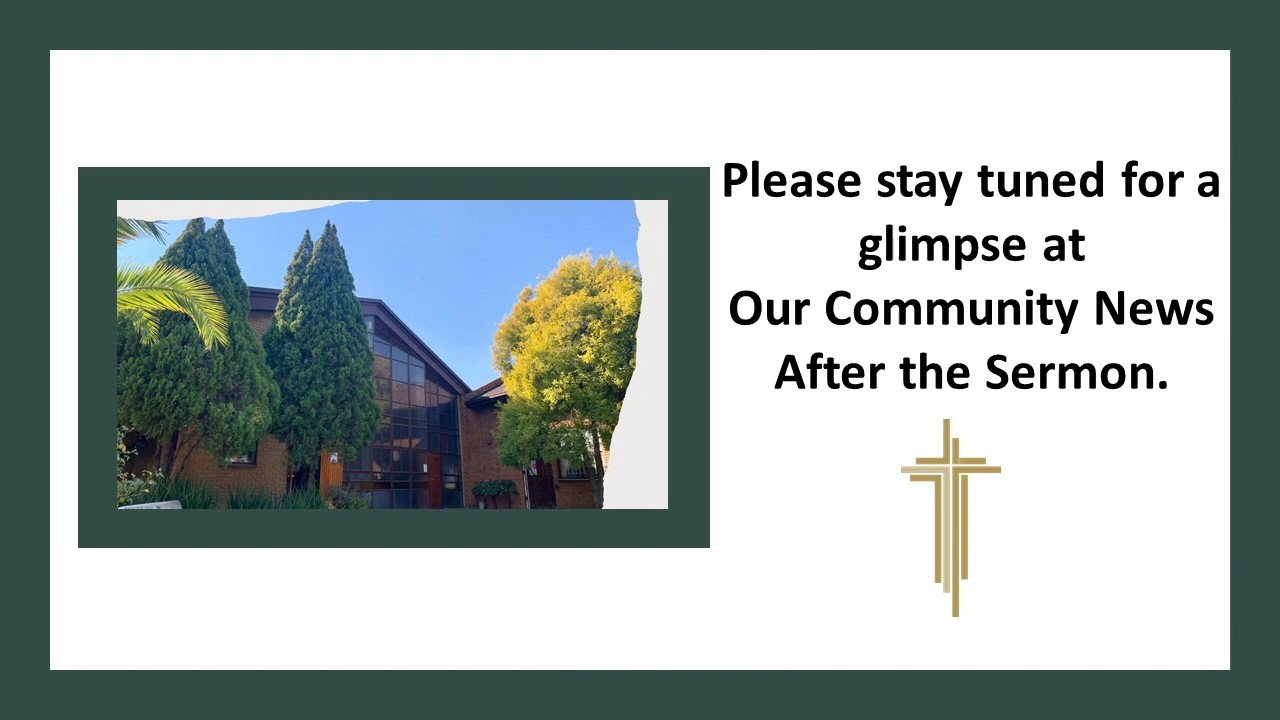 Please stay tuned for a
glimpse at
Our Community News
After the Sermon.